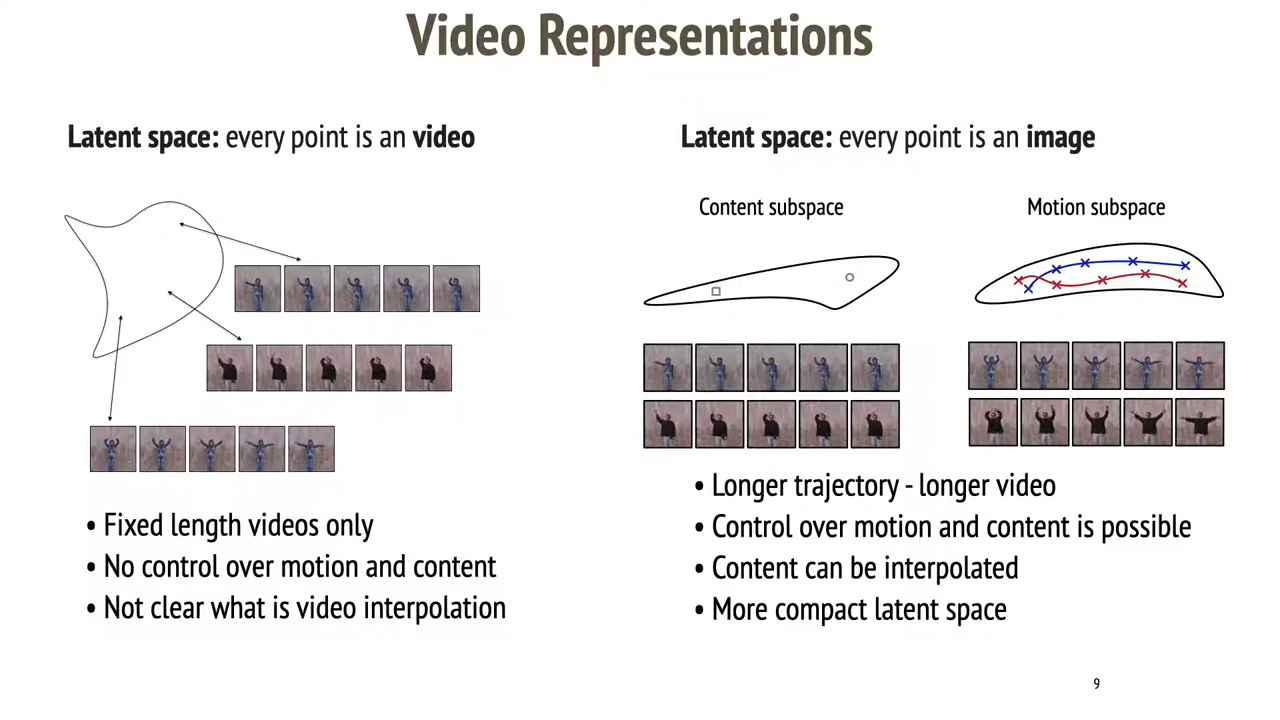 Video Representations
Latent space: every point is an video
• Fixed length videos only
• No control over motion and content
• Not clear what is video interpolation
Latent space: every point is an image
Content subspace
Motion subspace
• Longer trajectory - longer video
• Control over motion and content is possible
• Content can be interpolated
• More compact latent space
9